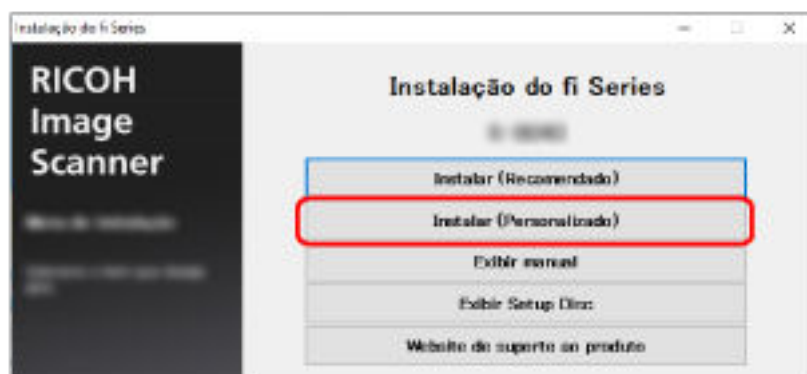 Instalação do fi Series
RICOH
Image
Scanner
Instalação do fi Series
Instalar (Recomendado)
Instalar (Personalizado)
Exibir manual
Exibir Setup Disc
Website de suporte ao produto